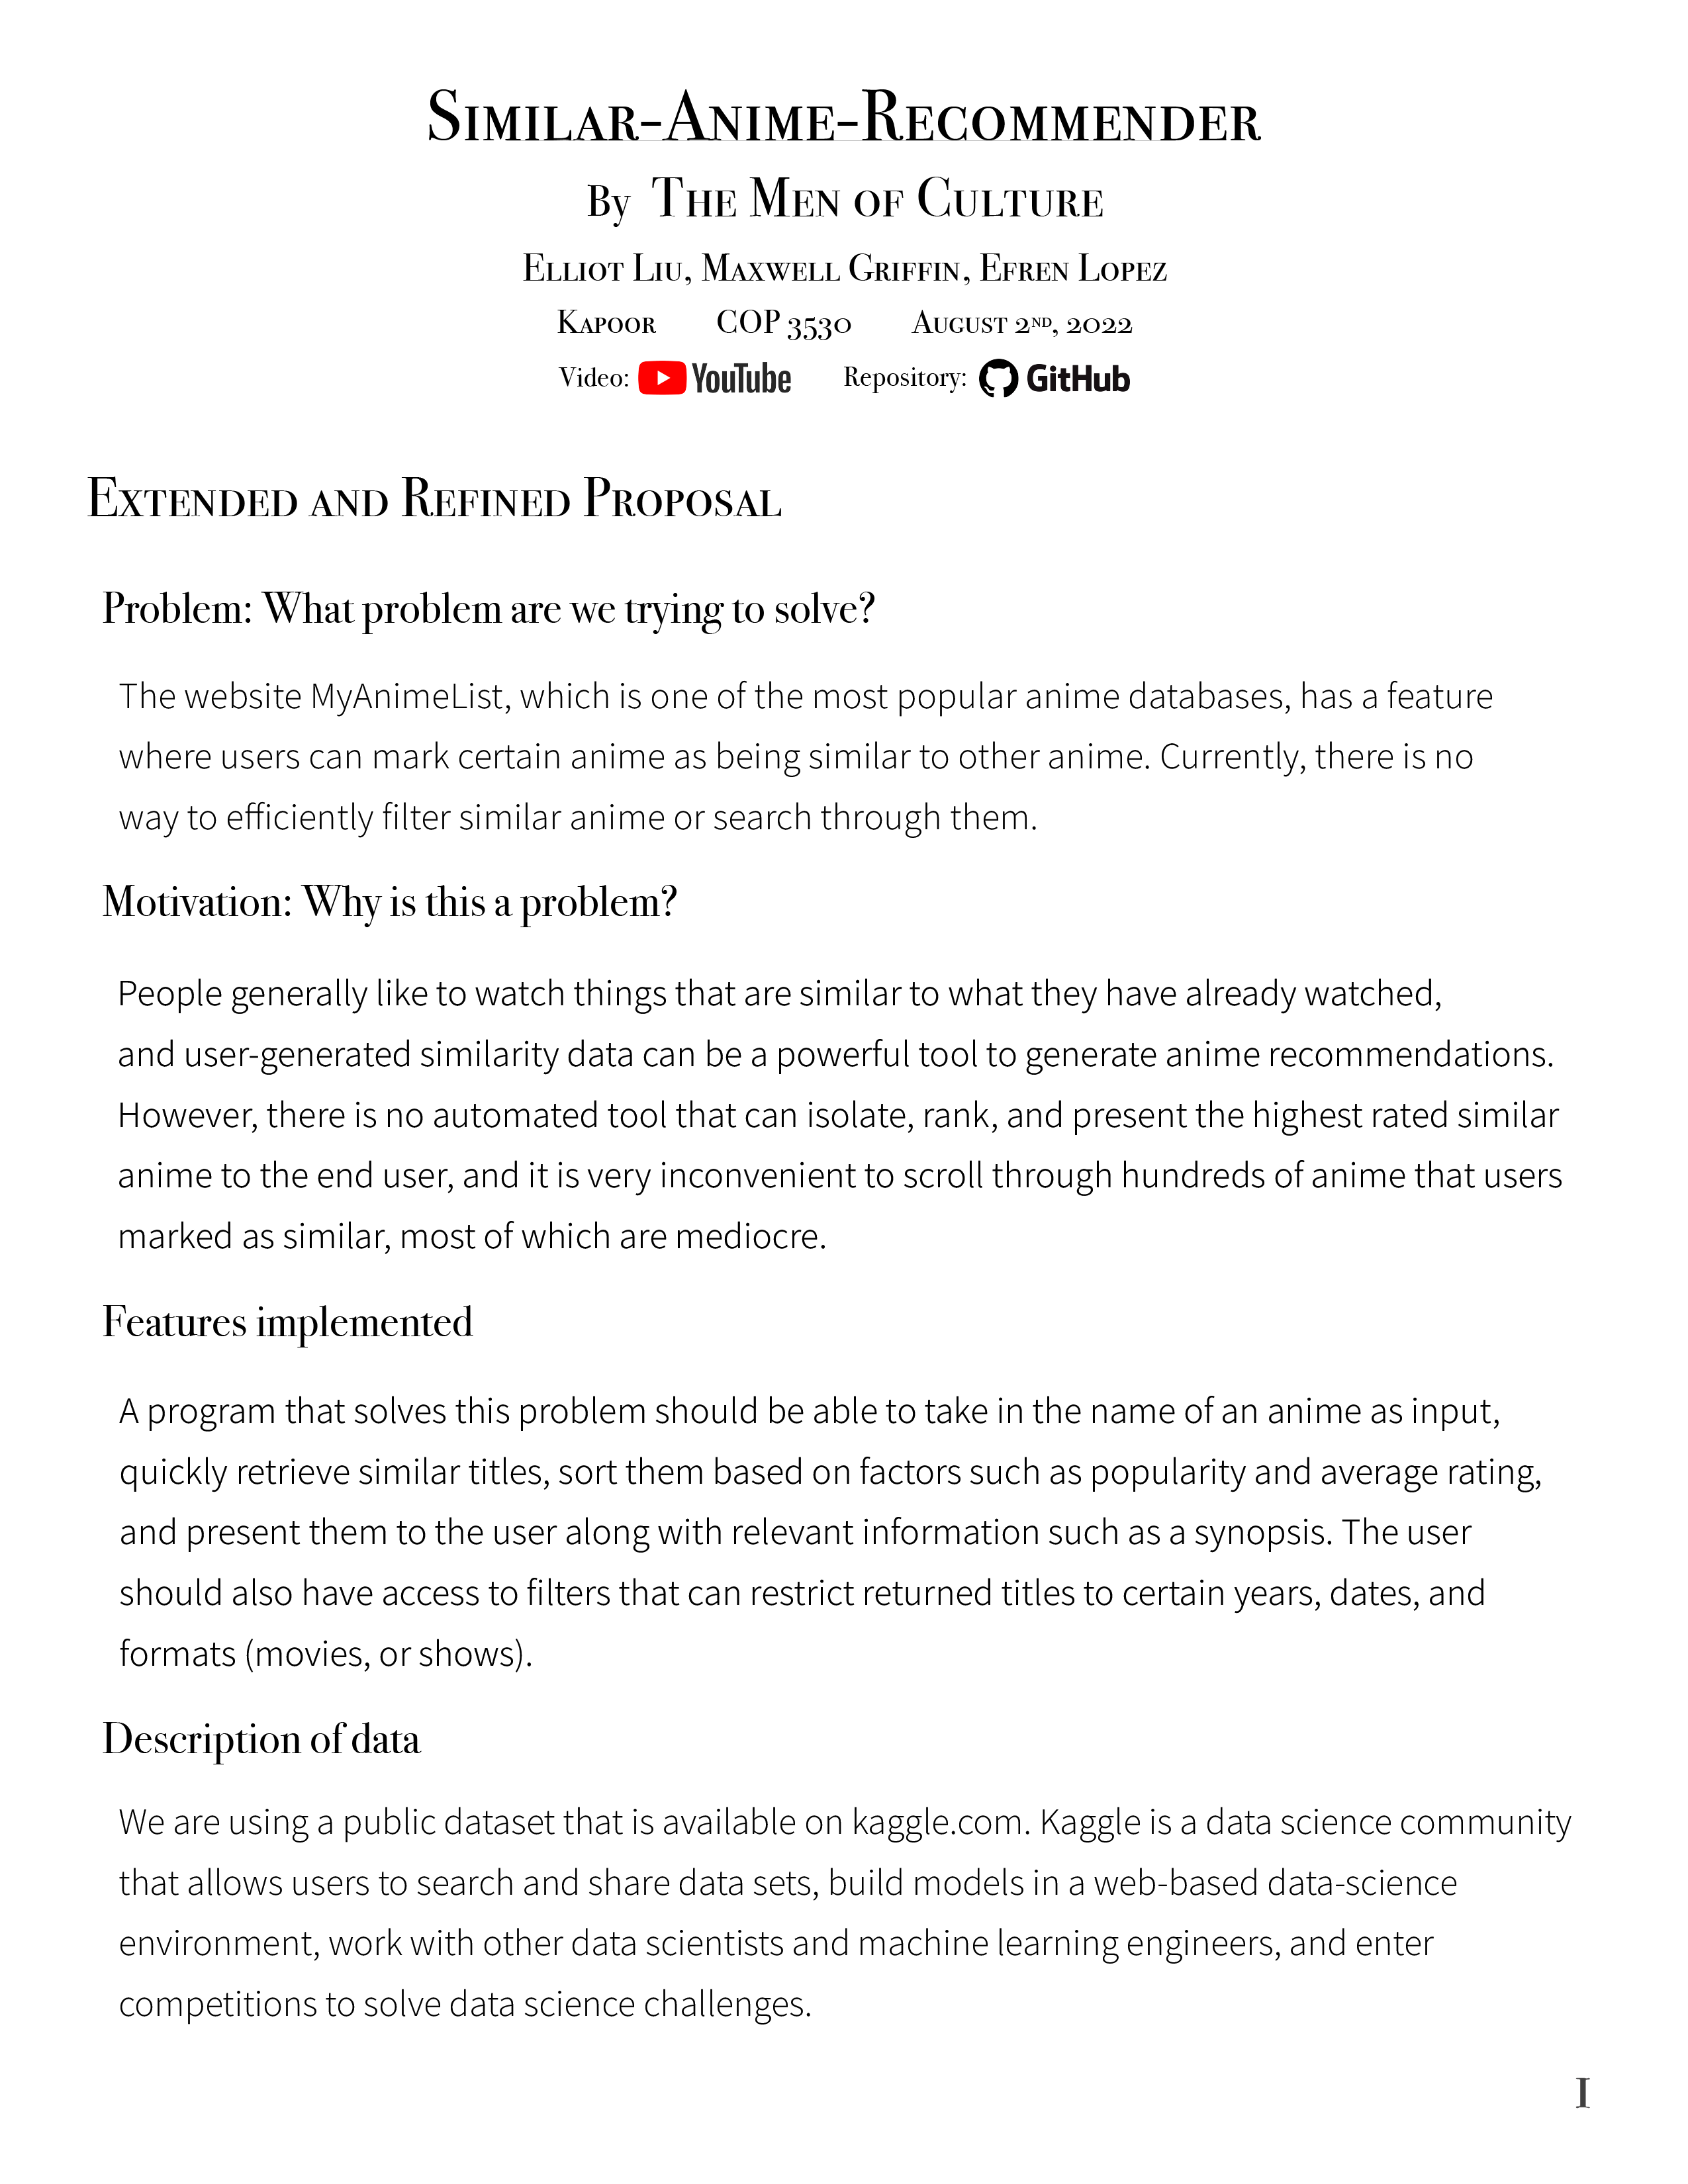 Similar-Anime-Recommender
By The Men of Culture
Elliot Liu, Maxwell Griffin, Efren Lopez
Kapoor COP 3530 August 2nd, 2022
Video: YouTube Repository: GitHub
Extended and Refined Proposal
Problem: What problem are we trying to solve?
The website MyAnimeList, which is one of the most popular anime databases, has a feature
where users can mark certain anime as being similar to other anime. Currently, there is no
way to efficiently filter similar anime or search through them.
Motivation: Why is this a problem?
People generally like to watch things that are similar to what they have already watched,
and user-generated similarity data can be a powerful tool to generate anime recommendations.
However, there is no automated tool that can isolate, rank, and present the highest rated similar
anime to the end user, and it is very inconvenient to scroll through hundreds of anime that users
marked as similar, most of which are mediocre.
Features implemented
A program that solves this problem should be able to take in the name of an anime as input,
quickly retrieve similar titles, sort them based on factors such as popularity and average rating,
and present them to the user along with relevant information such as a synopsis. The user
should also have access to filters that can restrict returned titles to certain years, dates, and
formats (movies, or shows).
Description of data
We are using a public dataset that is available on kaggle.com. Kaggle is a data science community
that allows users to search and share data sets, build models in a web-based data-science
environment, work with other data scientists and machine learning engineers, and enter
competitions to solve data science challenges.
1